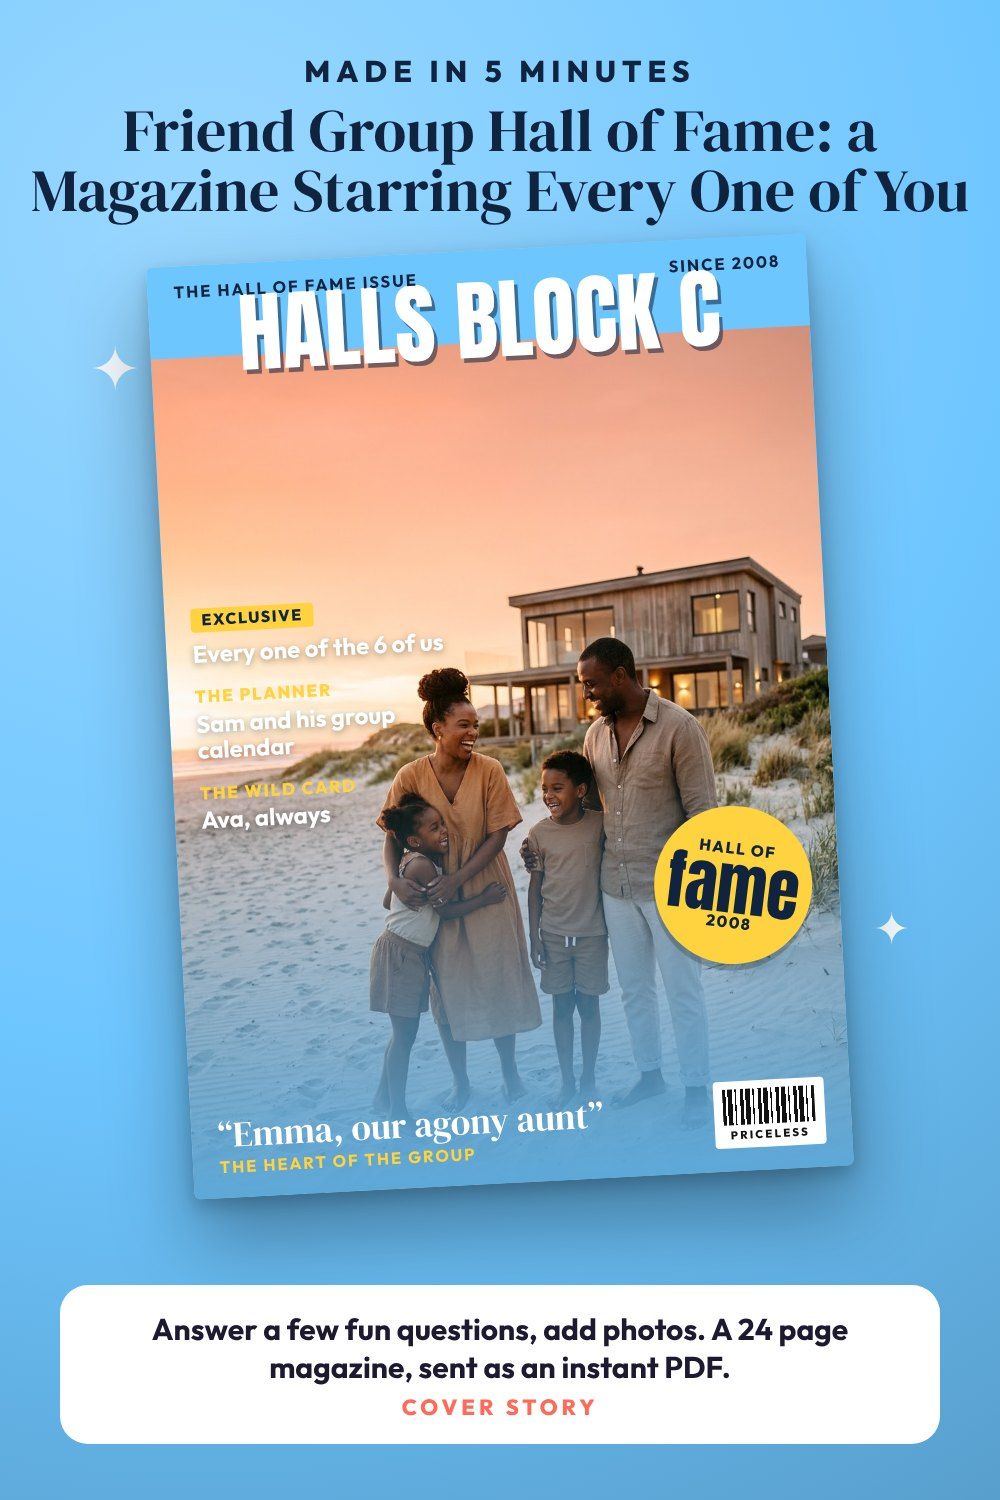 MADE IN 5 MINUTES
Friend Group Hall of Fame: a
Magazine Starring Every One of You
THE HALL OF FAME ISSUE
SINCE 2008
HALLS BLOCK C
EXCLUSIVE
Every one of the 6 of us
THE PLANNER
Sam and his group
calendar
THE WILD CARD
Ava, always
HALL OF
fame
2008
“Emma, our agony aunt”
THE HEART OF THE GROUP
PRICELESS
Answer a few fun questions, add photos. A 24 page
magazine, sent as an instant PDF.
COVER STORY